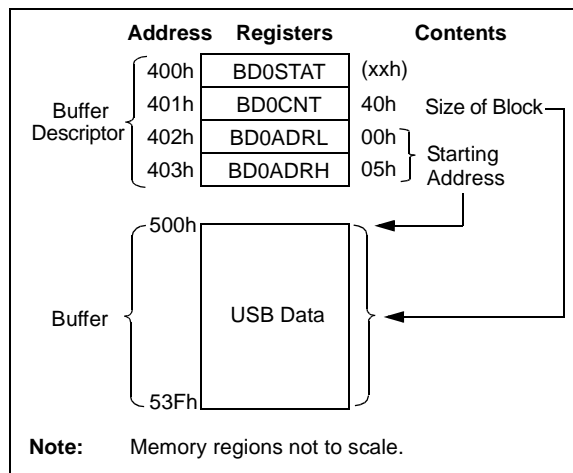 Address Registers Contents
400h BD0STAT (xxh)
401h BD0CNT 40h Size of Block
Buffer
Descriptor
402h BD0ADRL 00h
403h BD0ADRH 05h
Starting
Address
500h
Buffer USB Data
53Fh
Note: Memory regions not to scale.